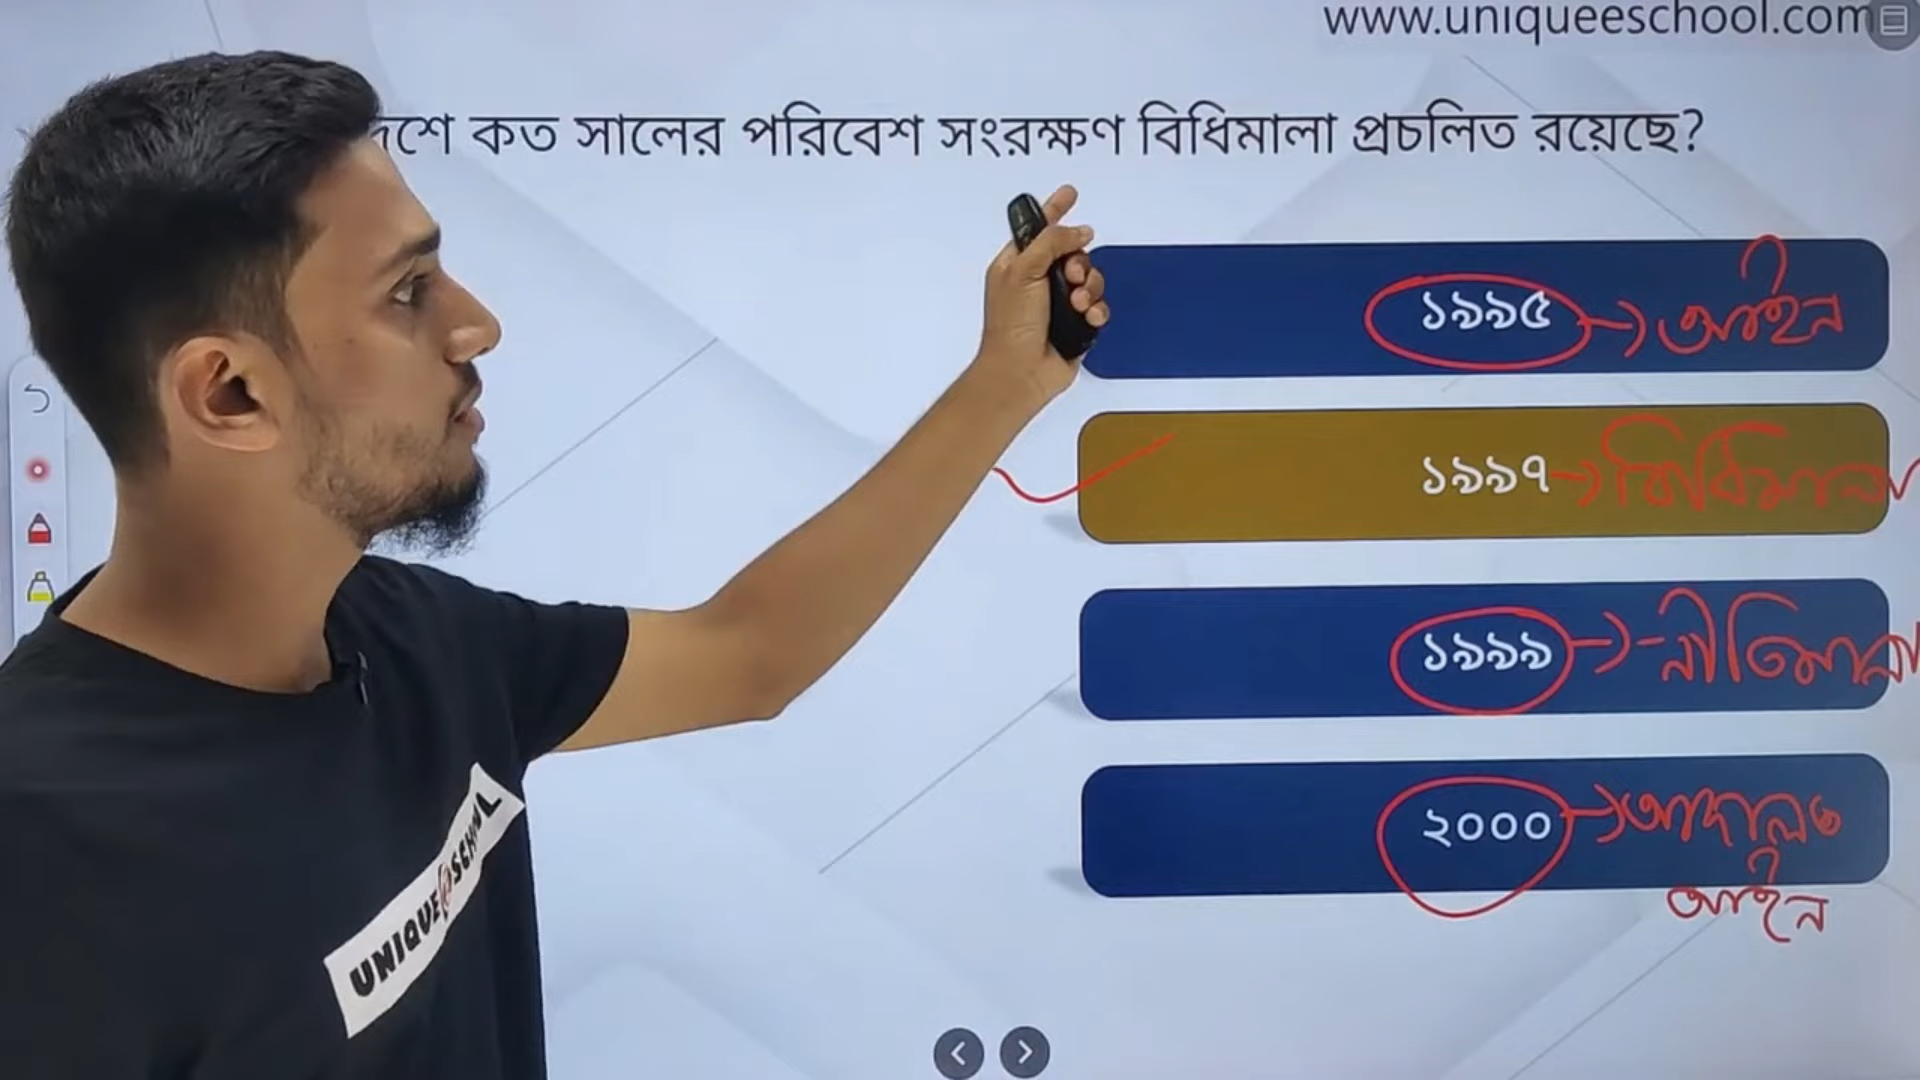 www.uniqueeschool.com
দেশে কত সালের পরিবেশ সংরক্ষণ বিধিমালা প্রচলিত রয়েছে?
১৯৯৫ → আইন
১৯৯৭ → বিধিমালা
১৯৯৯ → নীতিমালা
২০০০ → আদালত
আইন
UNIQUE@SCHOOL